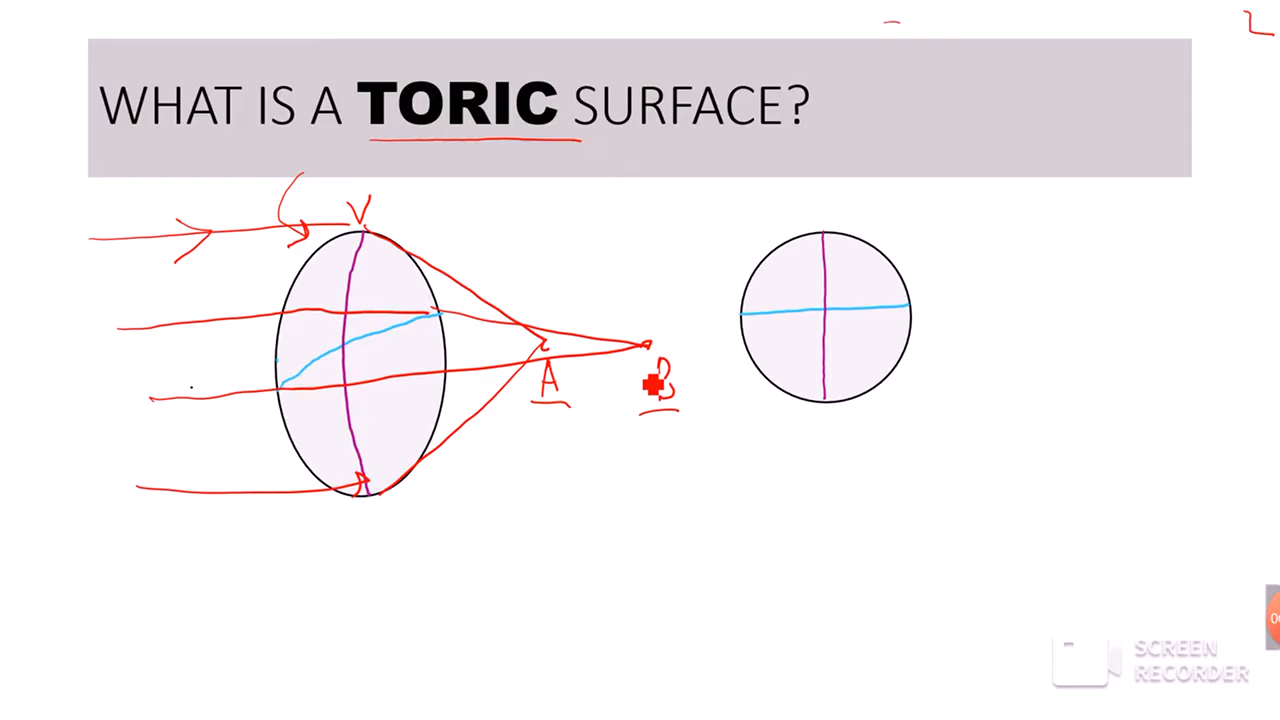 WHAT IS A TORIC SURFACE?
V
A
B
SCREEN
RECORDER